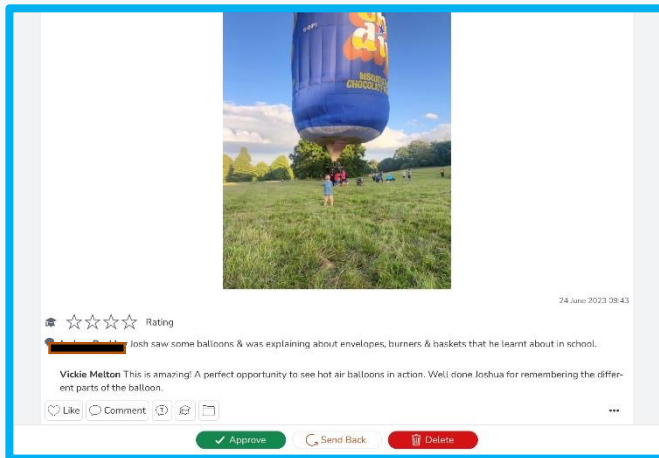 BISCUIT
CHOCOLATE
24 June 2023 09:43
Rating
Josh saw some balloons & was explaining about envelopes, burners & baskets that he learnt about in school.
Vickie Melton This is amazing! A perfect opportunity to see hot air balloons in action. Well done Joshua for remembering the differ-
ent parts of the balloon.
Like Comment
Approve Send Back Delete